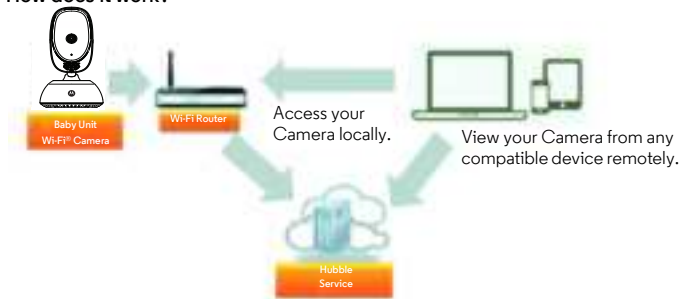 How does it work?
Baby Unit
Wi-Fi® Camera
Wi-Fi Router
Access your
Camera locally.
View your Camera from any
compatible device remotely.
Hubble
Service